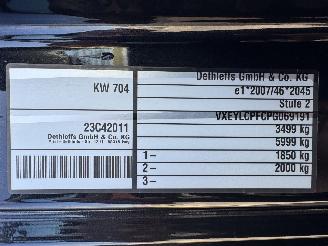 KW 704
23C42011
Dethleffs GmbH & Co. KG
Dethleffs GmbH & Co. KG
e1*2007/46*2045
Stufe 2
VXEYLCPFCPG069191
3499 kg
5999 kg
1- 1850 kg
2- 2000 kg
3-